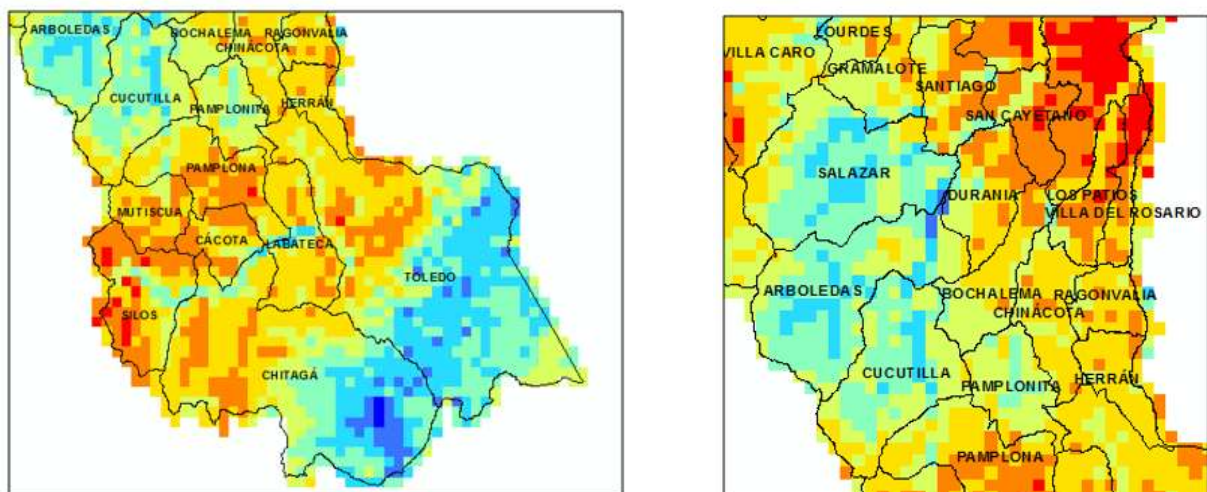 ARBOLEDAS
BOCHALEMA
RAGONVALIA
CHINÁCOTA
CUCUTILLA
PAMPLONITA
HERRÁN
PAMPLONA
MUTISCUA
CÁCOTA
LABATECA
TOLEDO
SILOS
CHITAGÁ
LOURDES
VILLA CARO
GRAMALOTE
SANTIAGO
SAN CAYETANO
SALAZAR
DURANIA
LOS PATIOS
VILLA DEL ROSARIO
ARBOLEDAS
BOCHALEMA
RAGONVALIA
CHINÁCOTA
CUCUTILLA
PAMPLONITA
HERRÁN
PAMPLONA